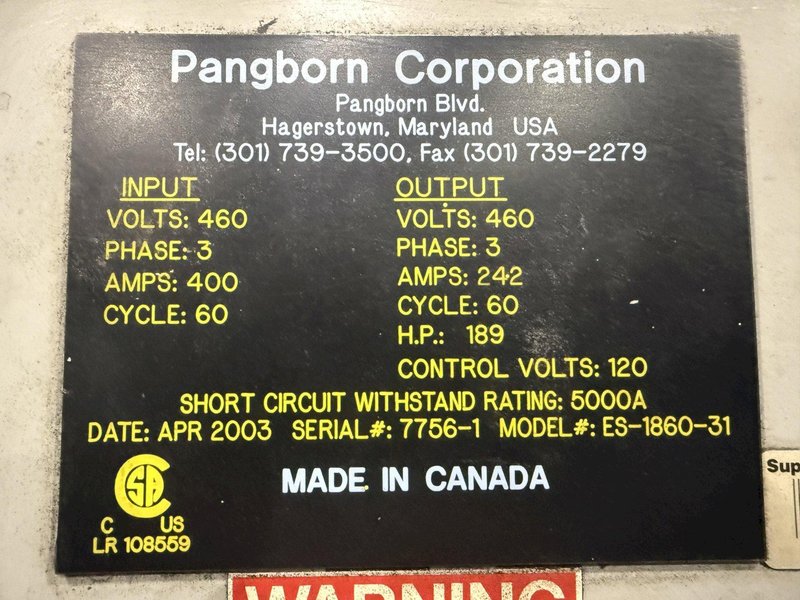 Pangborn Corporation
Pangborn Blvd.
Hagerstown, Maryland USA
Tel: (301) 739-3500, Fax (301) 739-2279
INPUT
VOLTS: 460
PHASE: 3
AMPS: 400
CYCLE: 60
OUTPUT
VOLTS: 460
PHASE: 3
AMPS: 242
CYCLE: 60
H.P.: 189
CONTROL VOLTS: 120
SHORT CIRCUIT WITHSTAND RATING: 5000A
DATE: APR 2003 SERIAL#: 7756-1 MODEL#: ES-1860-31
MADE IN CANADA
CSA
C US
LR 108559
Sup
WARNING